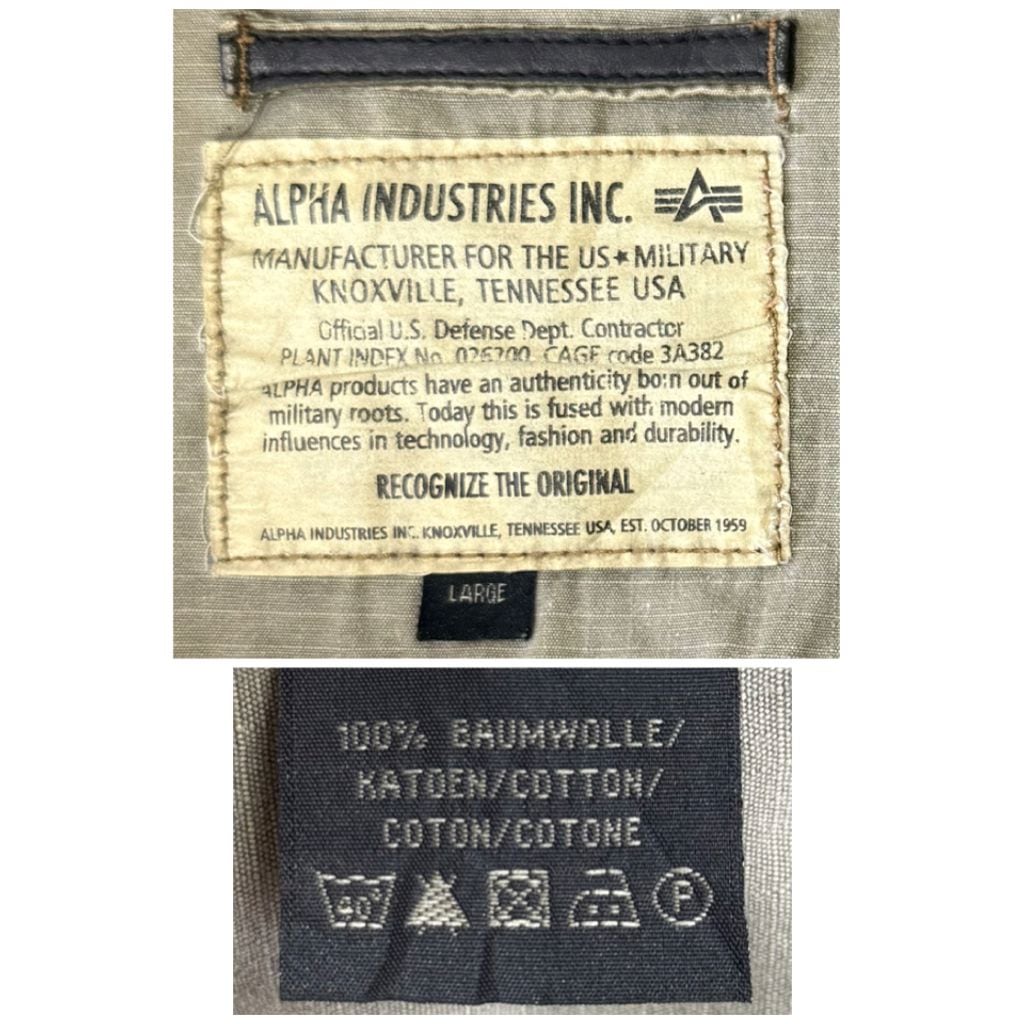 ALPHA INDUSTRIES INC.
MANUFACTURER FOR THE US★MILITARY
KNOXVILLE, TENNESSEE USA
Official U.S. Defense Dept. Contractor
PLANT INDEX No. 026700 CAGE code 3A382
ALPHA products have an authenticity born out of
military roots. Today this is fused with modern
influences in technology, fashion and durability.
RECOGNIZE THE ORIGINAL
ALPHA INDUSTRIES INC. KNOXVILLE, TENNESSEE USA, EST. OCTOBER 1959
LARGE
100% BAUMWOLLE/
KATOEN/COTTON/
COTON/COTONE
40° P